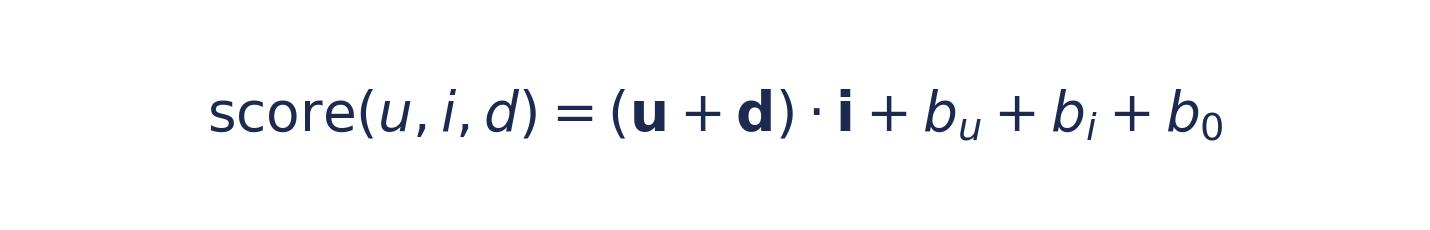 score(u, i, d) = (u + d) · i + b_u + b_i + b_0